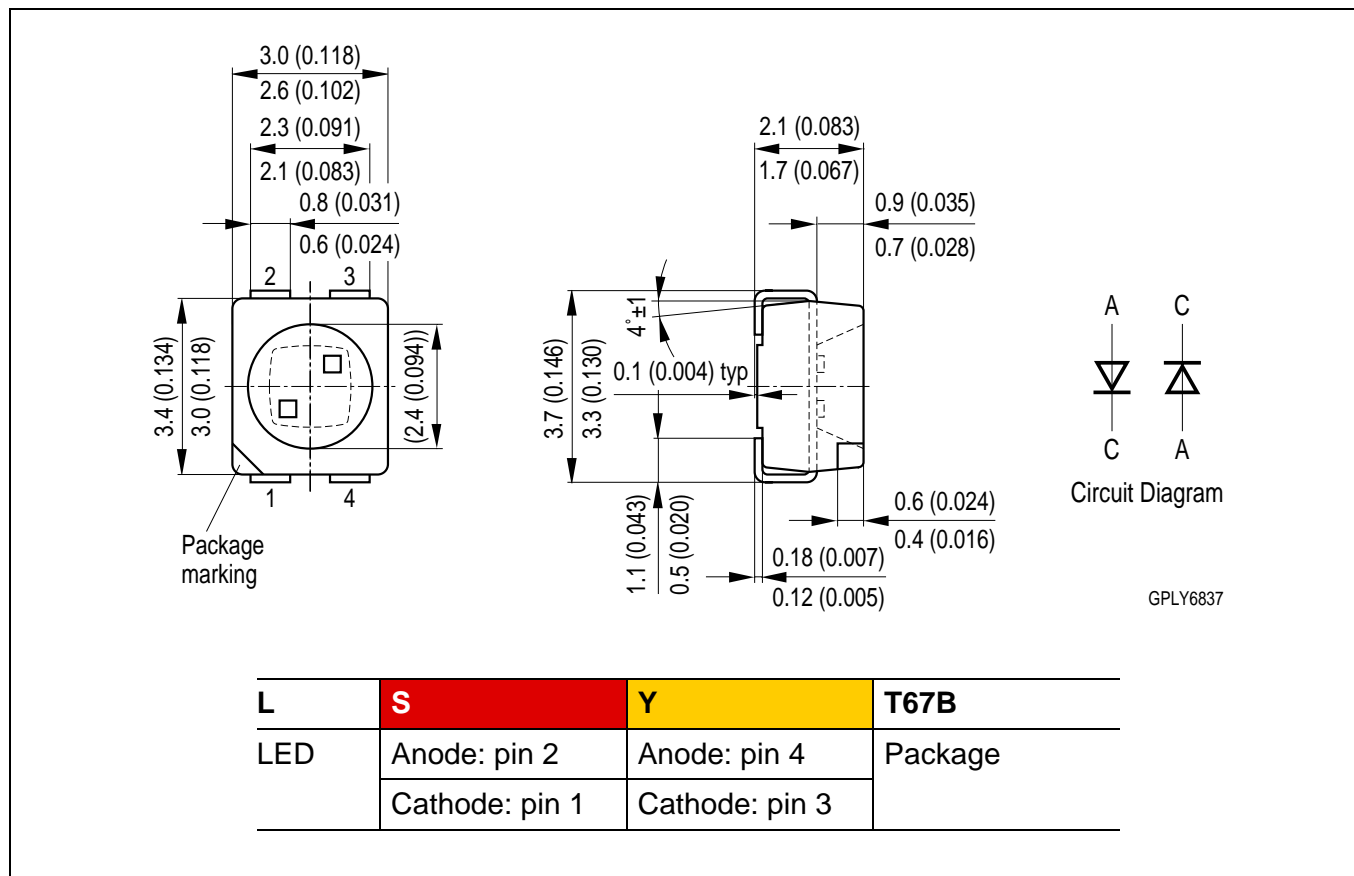 3.0 (0.118)
2.6 (0.102)
2.3 (0.091)
2.1 (0.083)
0.8 (0.031)
0.6 (0.024)
2
3
3.4 (0.134)
3.0 (0.118)
(2.4 (0.094))
1
4
Package
marking
2.1 (0.083)
1.7 (0.067)
0.9 (0.035)
0.7 (0.028)
4°±1
0.1 (0.004) typ
3.7 (0.146)
3.3 (0.130)
1.1 (0.043)
0.5 (0.020)
0.6 (0.024)
0.4 (0.016)
0.18 (0.007)
0.12 (0.005)
A C
C A
Circuit Diagram
GPLY6837
L S Y T67B
LED Anode: pin 2 Anode: pin 4 Package
Cathode: pin 1 Cathode: pin 3